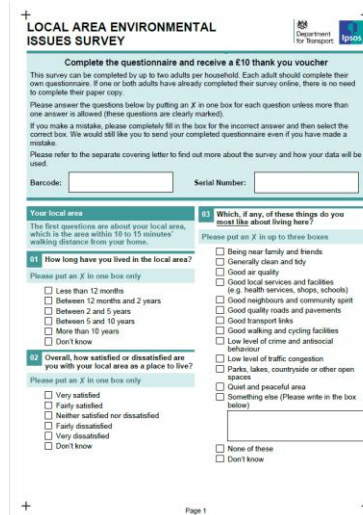 LOCAL AREA ENVIRONMENTAL
ISSUES SURVEY
Department
for Transport
Ipsos
Complete the questionnaire and receive a £10 thank you voucher
This survey can be completed by up to two adults per household. Each adult should complete their
own questionnaire. If one or both adults have already completed their survey online, there is no need
to complete their paper copy.
Please answer the questions below by putting an X in one box for each question unless more than
one answer is allowed (these questions are clearly marked).
If you make a mistake, please completely fill in the box for the incorrect answer and then select the
correct box. We would still like you to send your completed questionnaire even if you have made a
mistake.
Please refer to the separate covering letter to find out more about the survey and how your data will be
used.
Barcode:
Serial Number:
Your local area
The first questions are about your local area,
which is the area within 10 to 15 minutes'
walking distance from your home.
01 How long have you lived in the local area?
Please put an X in one box only
Less than 12 months
Between 12 months and 2 years
Between 2 and 5 years
Between 5 and 10 years
More than 10 years
Don't know
02 Overall, how satisfied or dissatisfied are
you with your local area as a place to live?
Please put an X in one box only
Very satisfied
Fairly satisfied
Neither satisfied nor dissatisfied
Fairly dissatisfied
Very dissatisfied
Don't know
03 Which, if any, of these things do you
most like about living here?
Please put an X in up to three boxes
Being near family and friends
Generally clean and tidy
Good air quality
Good local services and facilities
(e.g. health services, shops, schools)
Good neighbours and community spirit
Good quality roads and pavements
Good transport links
Good walking and cycling facilities
Low level of crime and antisocial
behaviour
Low level of traffic congestion
Parks, lakes, countryside or other open
spaces
Quiet and peaceful area
Something else (Please write in the box
below)
None of these
Don't know
Page 1